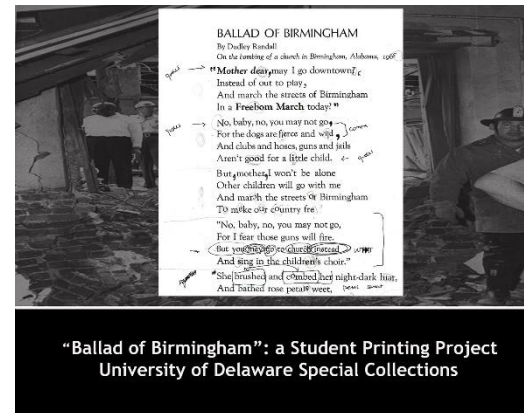 BALLAD OF BIRMINGHAM
By Dudley Randall
On the bombing of a church in Birmingham, Alabama,
"Mother dear, may I go downtown
Instead of out to play,
And march the streets of Birmingham
In a Freedom March today?"
No, baby, no, you may not go,
For the dogs are fierce and wild,
And clubs and hoses, guns and jails
Aren't good for a little child.
But, mother, I won't be alone
Other children will go with me
And march the streets of Birmingham
To make our country fre
"No, baby, no, you may not go,
For I fear those guns will fire.
But you may go to church instead
And sing in the children's choir."
"She brushed and combed her night-dark hair,
And bathed rose petal weet,
"Ballad of Birmingham": a Student Printing Project
University of Delaware Special Collections